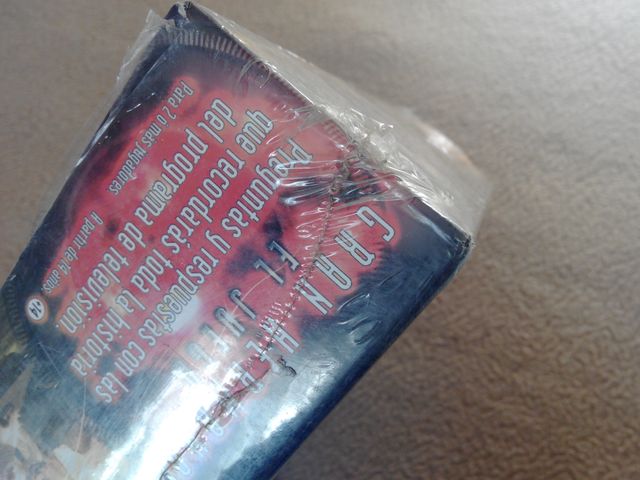 GRAN HERMANO
EL JUEGO
Preguntas y respuestas con las
que recordarás toda la historia
del programa de televisión.
Para 2 o más jugadores
A partir de 14 años
+14